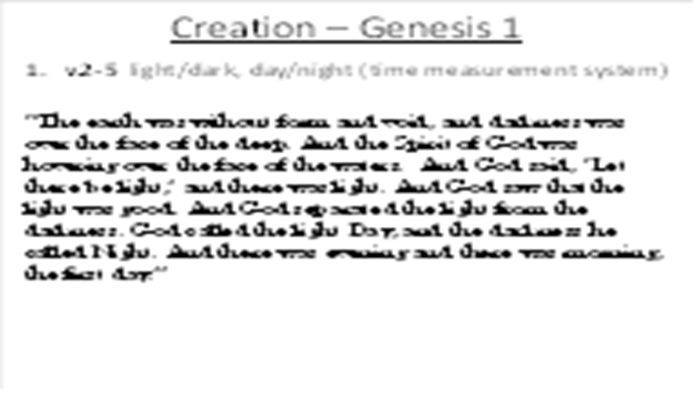 Creation – Genesis 1
1. v2-5 light/dark, day/night (time measurement system)
"The earth was without form and void, and darkness was
over the face of the deep. And the Spirit of God was
hovering over the face of the waters. And God said, "Let
there be light," and there was light. And God saw that the
light was good. And God separated the light from the
darkness. God called the light Day, and the darkness he
called Night. And there was evening and there was morning,
the first day."